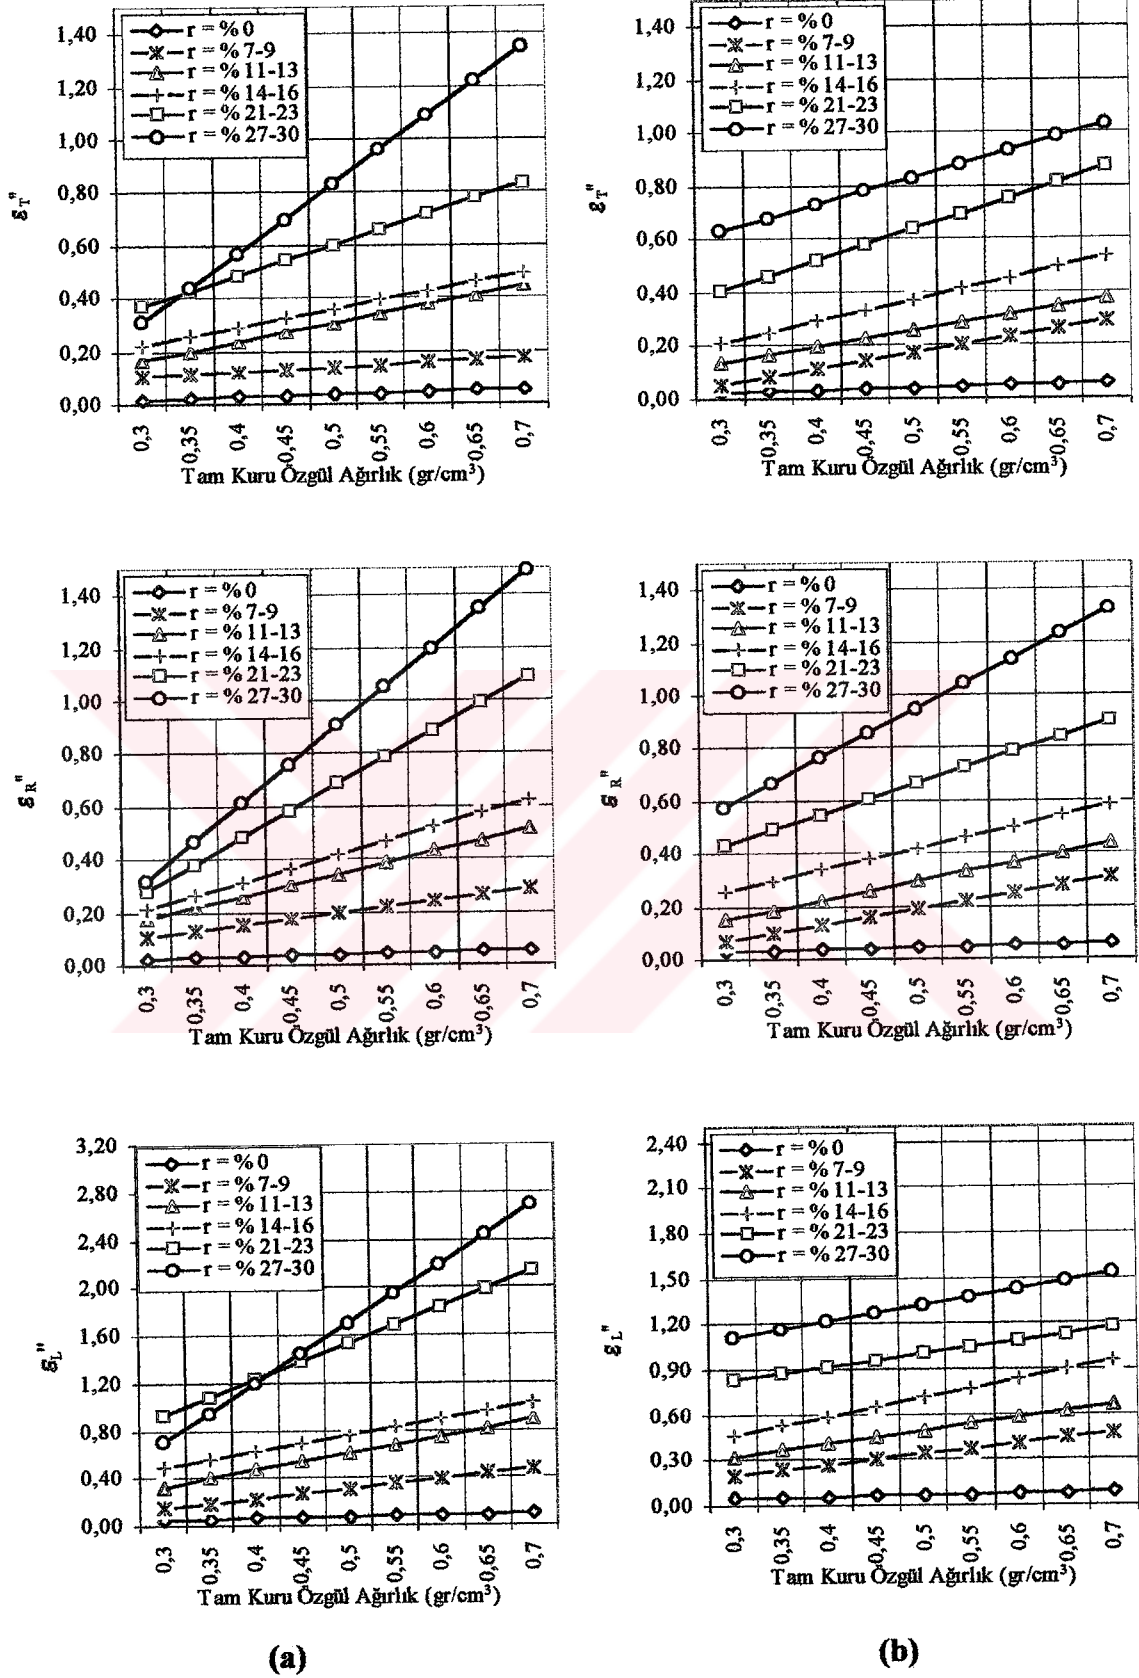 1,40
1,20
1,00
0,80
0,60
0,40
0,20
0,00
εT"
r = % 0
r = % 7-9
r = % 11-13
r = % 14-16
r = % 21-23
r = % 27-30
0,3
0,35
0,4
0,45
0,5
0,55
0,6
0,65
0,7
Tam Kuru Özgül Ağırlık (gr/cm³)
1,40
1,20
1,00
0,80
0,60
0,40
0,20
0,00
εT"
r = % 0
r = % 7-9
r = % 11-13
r = % 14-16
r = % 21-23
r = % 27-30
0,3
0,35
0,4
0,45
0,5
0,55
0,6
0,65
0,7
Tam Kuru Özgül Ağırlık (gr/cm³)
1,40
1,20
1,00
0,80
0,60
0,40
0,20
0,00
εR"
r = % 0
r = % 7-9
r = % 11-13
r = % 14-16
r = % 21-23
r = % 27-30
0,3
0,35
0,4
0,45
0,5
0,55
0,6
0,65
0,7
Tam Kuru Özgül Ağırlık (gr/cm³)
1,40
1,20
1,00
0,80
0,60
0,40
0,20
0,00
εR"
r = % 0
r = % 7-9
r = % 11-13
r = % 14-16
r = % 21-23
r = % 27-30
0,3
0,35
0,4
0,45
0,5
0,55
0,6
0,65
0,7
Tam Kuru Özgül Ağırlık (gr/cm³)
3,20
2,80
2,40
2,00
1,60
1,20
0,80
0,40
0,00
εL"
r = % 0
r = % 7-9
r = % 11-13
r = % 14-16
r = % 21-23
r = % 27-30
0,3
0,35
0,4
0,45
0,5
0,55
0,6
0,65
0,7
Tam Kuru Özgül Ağırlık (gr/cm³)
2,40
2,10
1,80
1,50
1,20
0,90
0,60
0,30
0,00
εL"
r = % 0
r = % 7-9
r = % 11-13
r = % 14-16
r = % 21-23
r = % 27-30
0,3
0,35
0,4
0,45
0,5
0,55
0,6
0,65
0,7
Tam Kuru Özgül Ağırlık (gr/cm³)
(a)
(b)